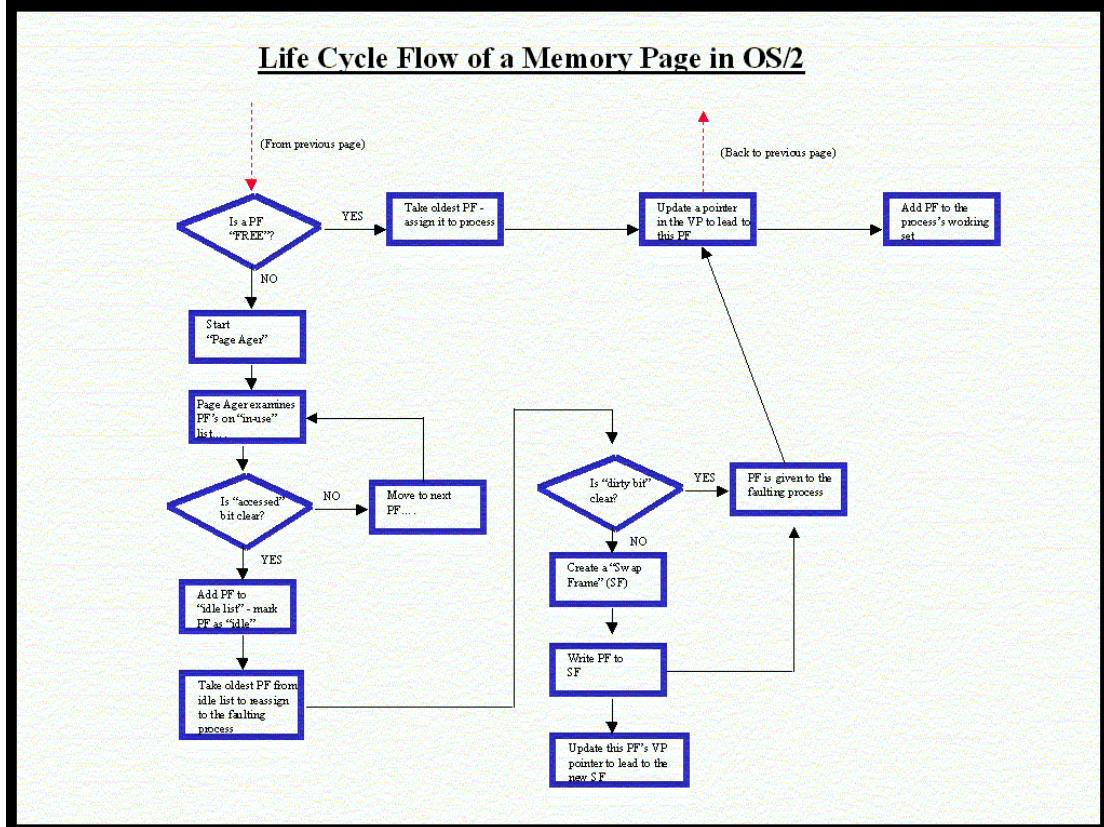 Life Cycle Flow of a Memory Page in OS/2
(From previous page)
(Back to previous page)
Is a PF
“FREE”?
YES
Take oldest PF -
assign it to process
Update a pointer
in the VP to lead to
this PF
Add PF to the
process’s working
set
NO
Start
“Page Ager”
Page Ager examines
PF’s on “in-use”
list....
Is “accessed”
bit clear?
NO
Move to next
PF....
YES
Add PF to
“idle list” - mark
PF as “idle”
Take oldest PF from
idle list to reassign
to the faulting
process
Is “dirty bit”
clear?
YES
PF is given to the
faulting process
NO
Create a “Swap
Frame” (SF)
Write PF to
SF
Update this PF’s VP
pointer to lead to the
new SF